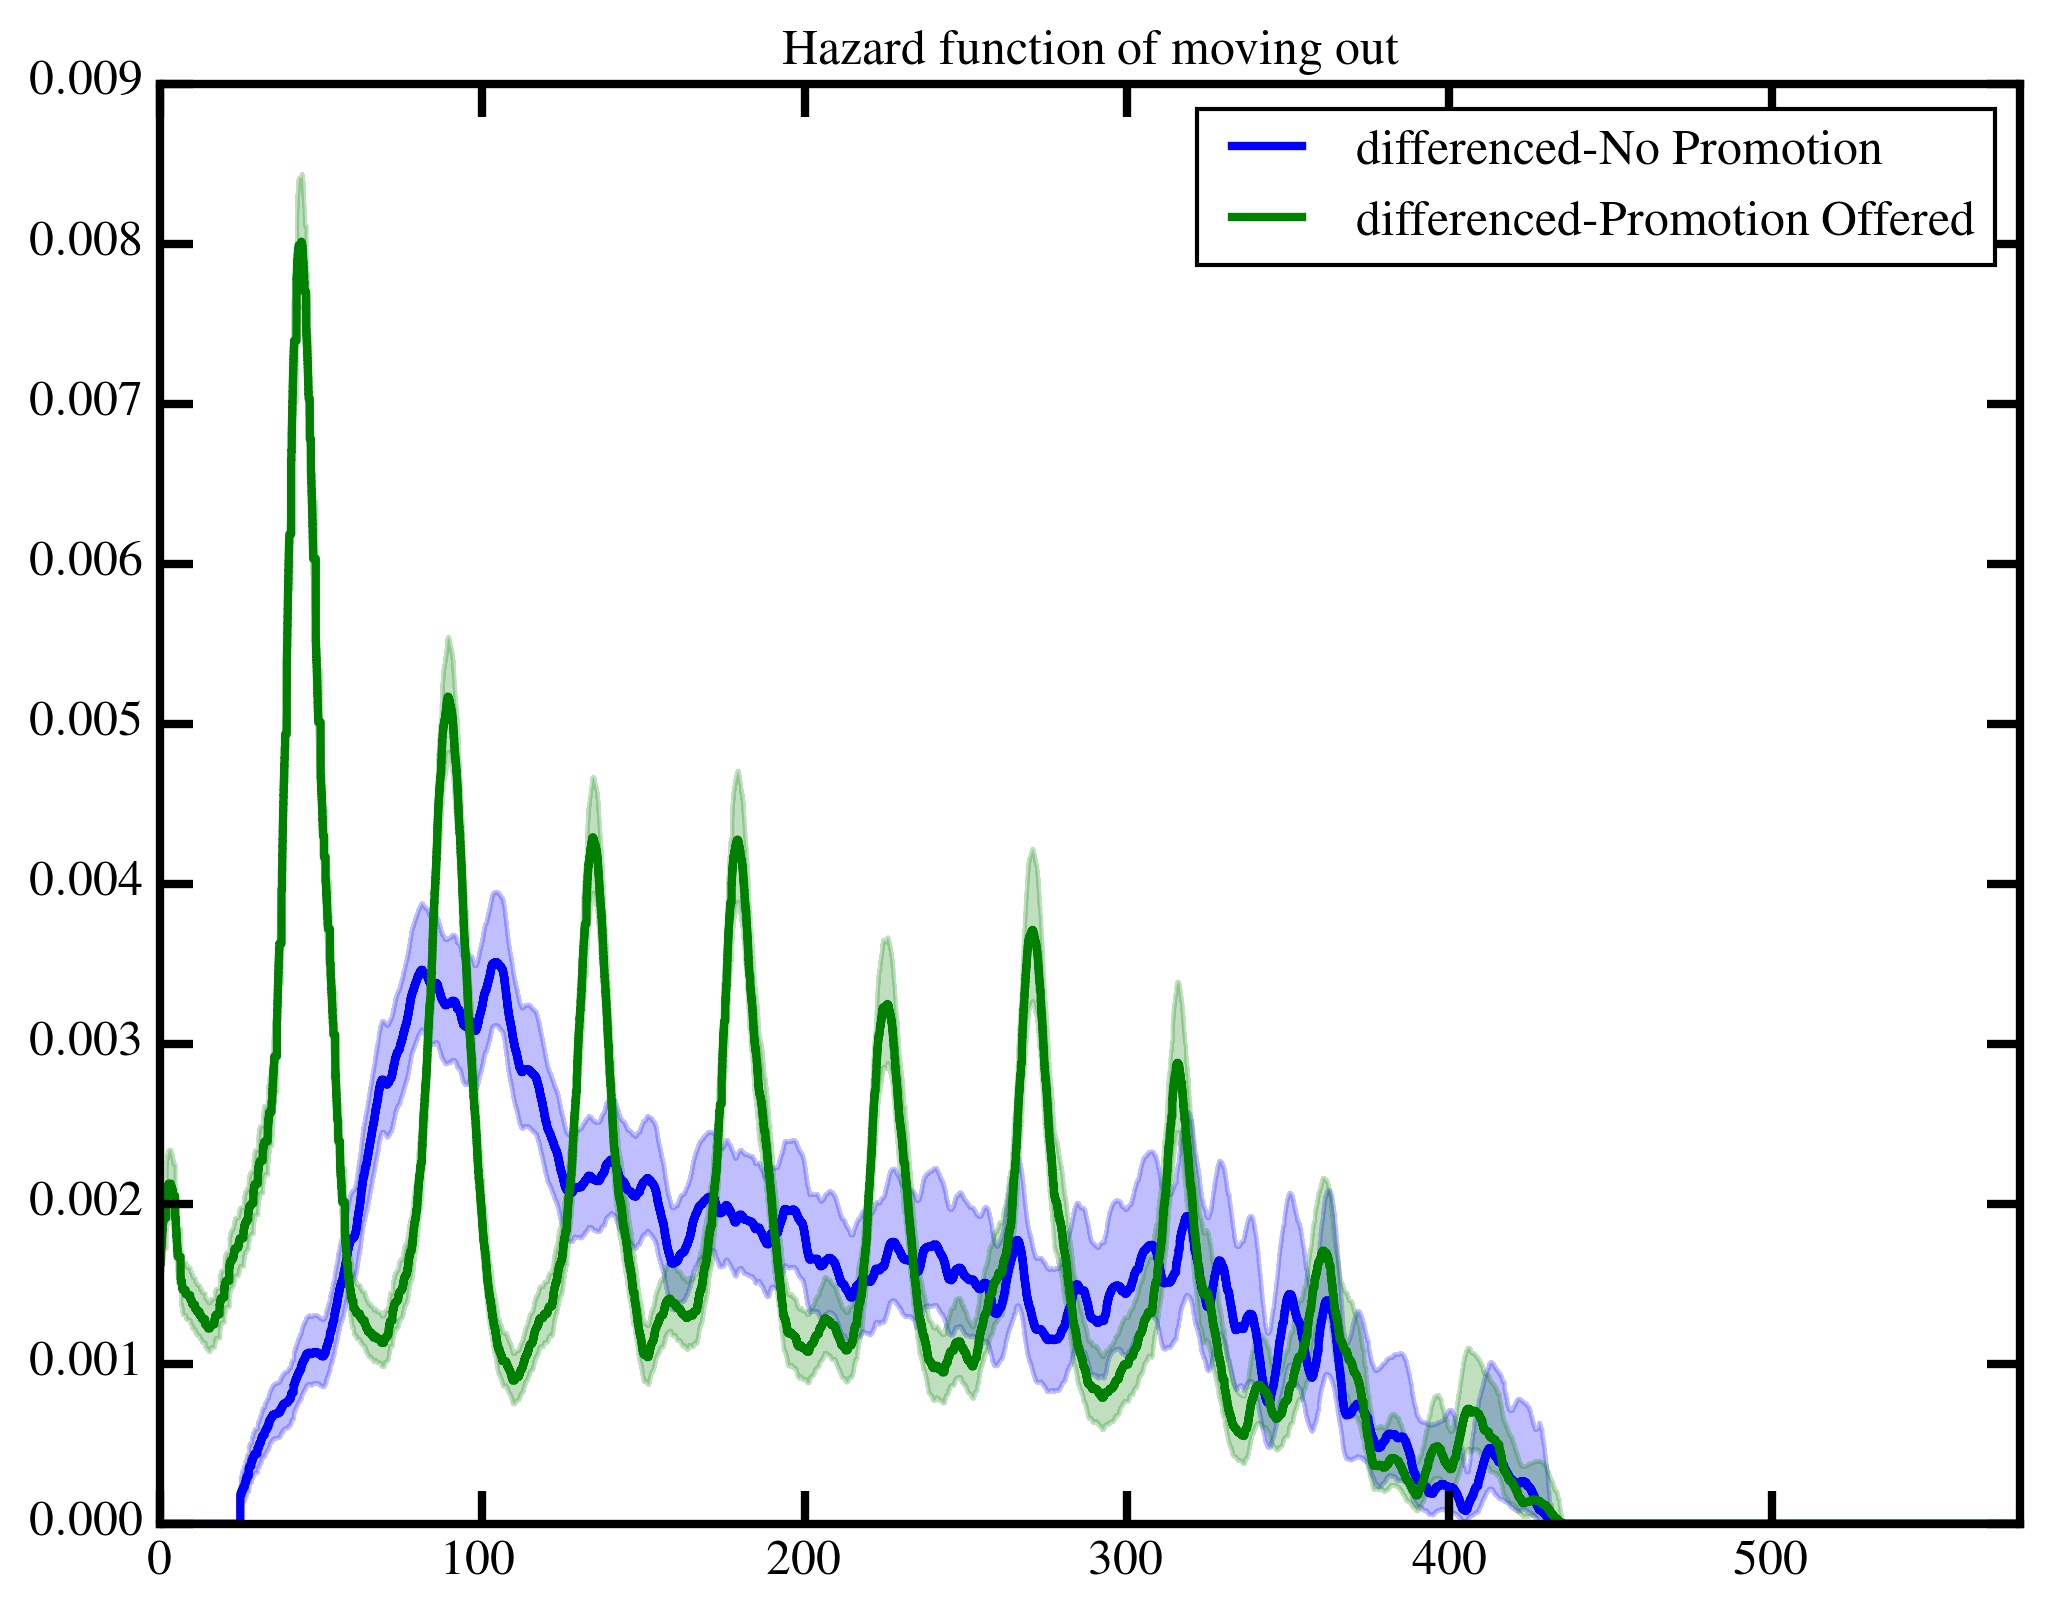 Hazard function of moving out
0.009
0.008
0.007
0.006
0.005
0.004
0.003
0.002
0.001
0.000
differenced-No Promotion
differenced-Promotion Offered
0 100 200 300 400 500